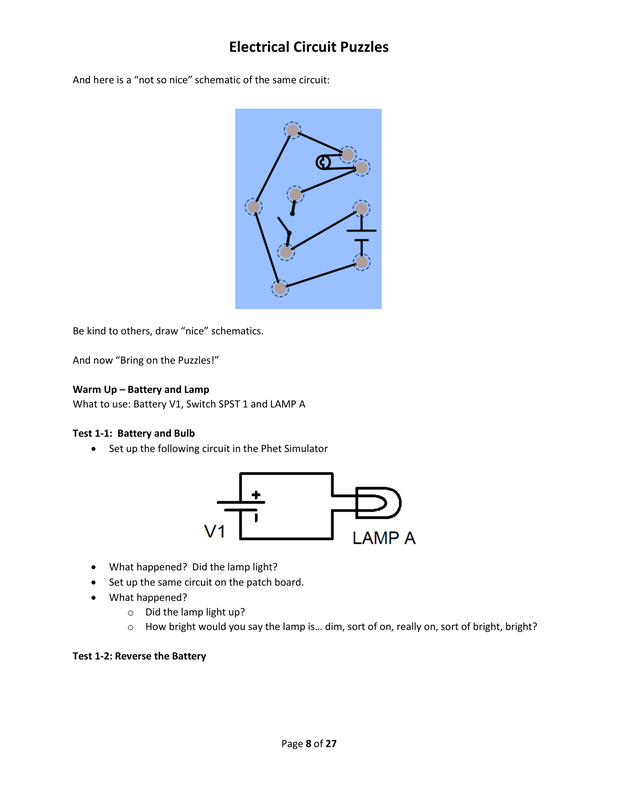 Electrical Circuit Puzzles
And here is a “not so nice” schematic of the same circuit:
Be kind to others, draw “nice” schematics.
And now “Bring on the Puzzles!”
Warm Up – Battery and Lamp
What to use: Battery V1, Switch SPST 1 and LAMP A
Test 1-1:  Battery and Bulb
• Set up the following circuit in the Phet Simulator
+
-
V1
LAMP A
• What happened?  Did the lamp light?
• Set up the same circuit on the patch board.
• What happened?
o Did the lamp light up?
o How bright would you say the lamp is… dim, sort of on, really on, sort of bright, bright?
Test 1-2: Reverse the Battery
Page 8 of 27